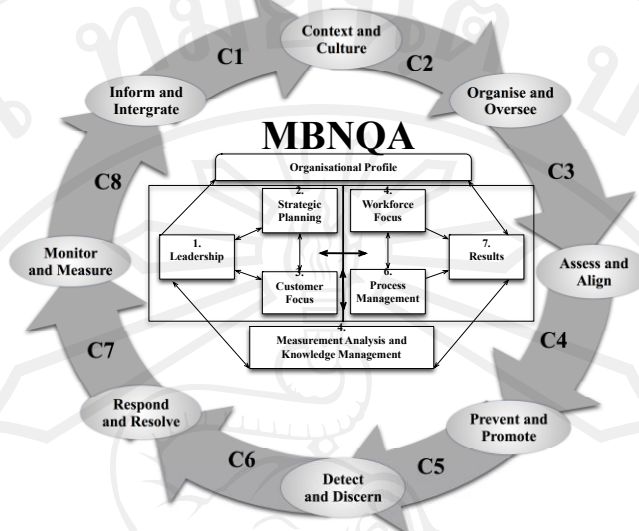 Context and
Culture
C1
C2
Inform and
Intergrate
Organise and
Oversee
MBNQA
Organisational Profile
C8
C3
2.
Strategic
Planning
4.
Workforce
Focus
1.
Leadership
7.
Results
3.
Customer
Focus
6.
Process
Management
4.
Measurement Analysis and
Knowledge Management
Monitor
and Measure
Assess and
Align
C7
C4
Respond
and Resolve
Prevent and
Promote
C6
C5
Detect
and Discern